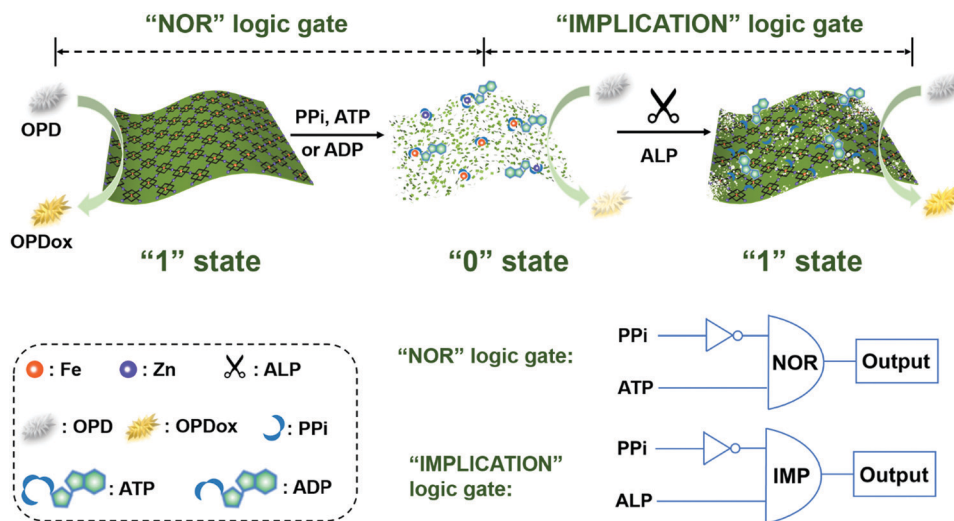 “NOR” logic gate
“IMPLICATION” logic gate
OPD
PPi, ATP
or ADP
ALP
OPDox
“1” state
“0” state
“1” state
: Fe
: Zn
: ALP
: OPD
: OPDox
: PPi
: ATP
: ADP
“NOR” logic gate:
PPi
ATP
NOR
Output
“IMPLICATION”
logic gate:
PPi
ALP
IMP
Output